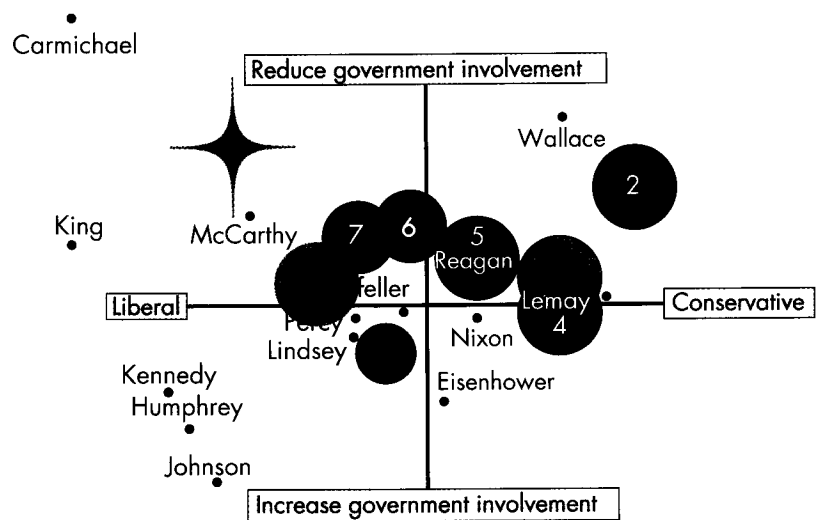 Carmichael
Reduce government involvement
Wallace
2
King
McCarthy
7
6
5
Reagan
feller
Liberal
Lemay
Conservative
Percy
4
Nixon
Lindsey
Kennedy
Eisenhower
Humphrey
Johnson
Increase government involvement